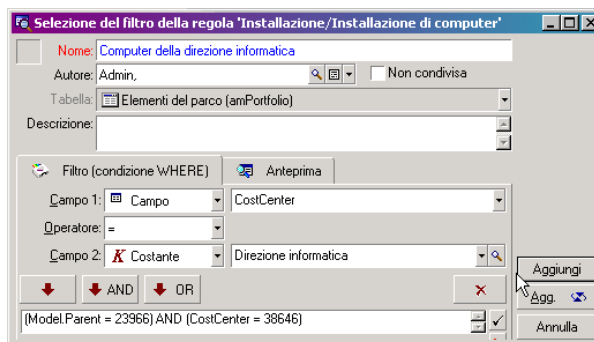 Selezione del filtro della regola 'Installazione/Installazione di computer'
Nome: Computer della direzione informatica
Autore: Admin, Non condivisa
Tabella: Elementi del parco (amPortfolio)
Descrizione:
Filtro (condizione WHERE) Anteprima
Campo 1: Campo CostCenter
Operatore: =
Campo 2: K Costante Direzione informatica
AND OR
(Model.Parent = 23966) AND (CostCenter = 38646)
Aggiungi
Agg.
Annulla